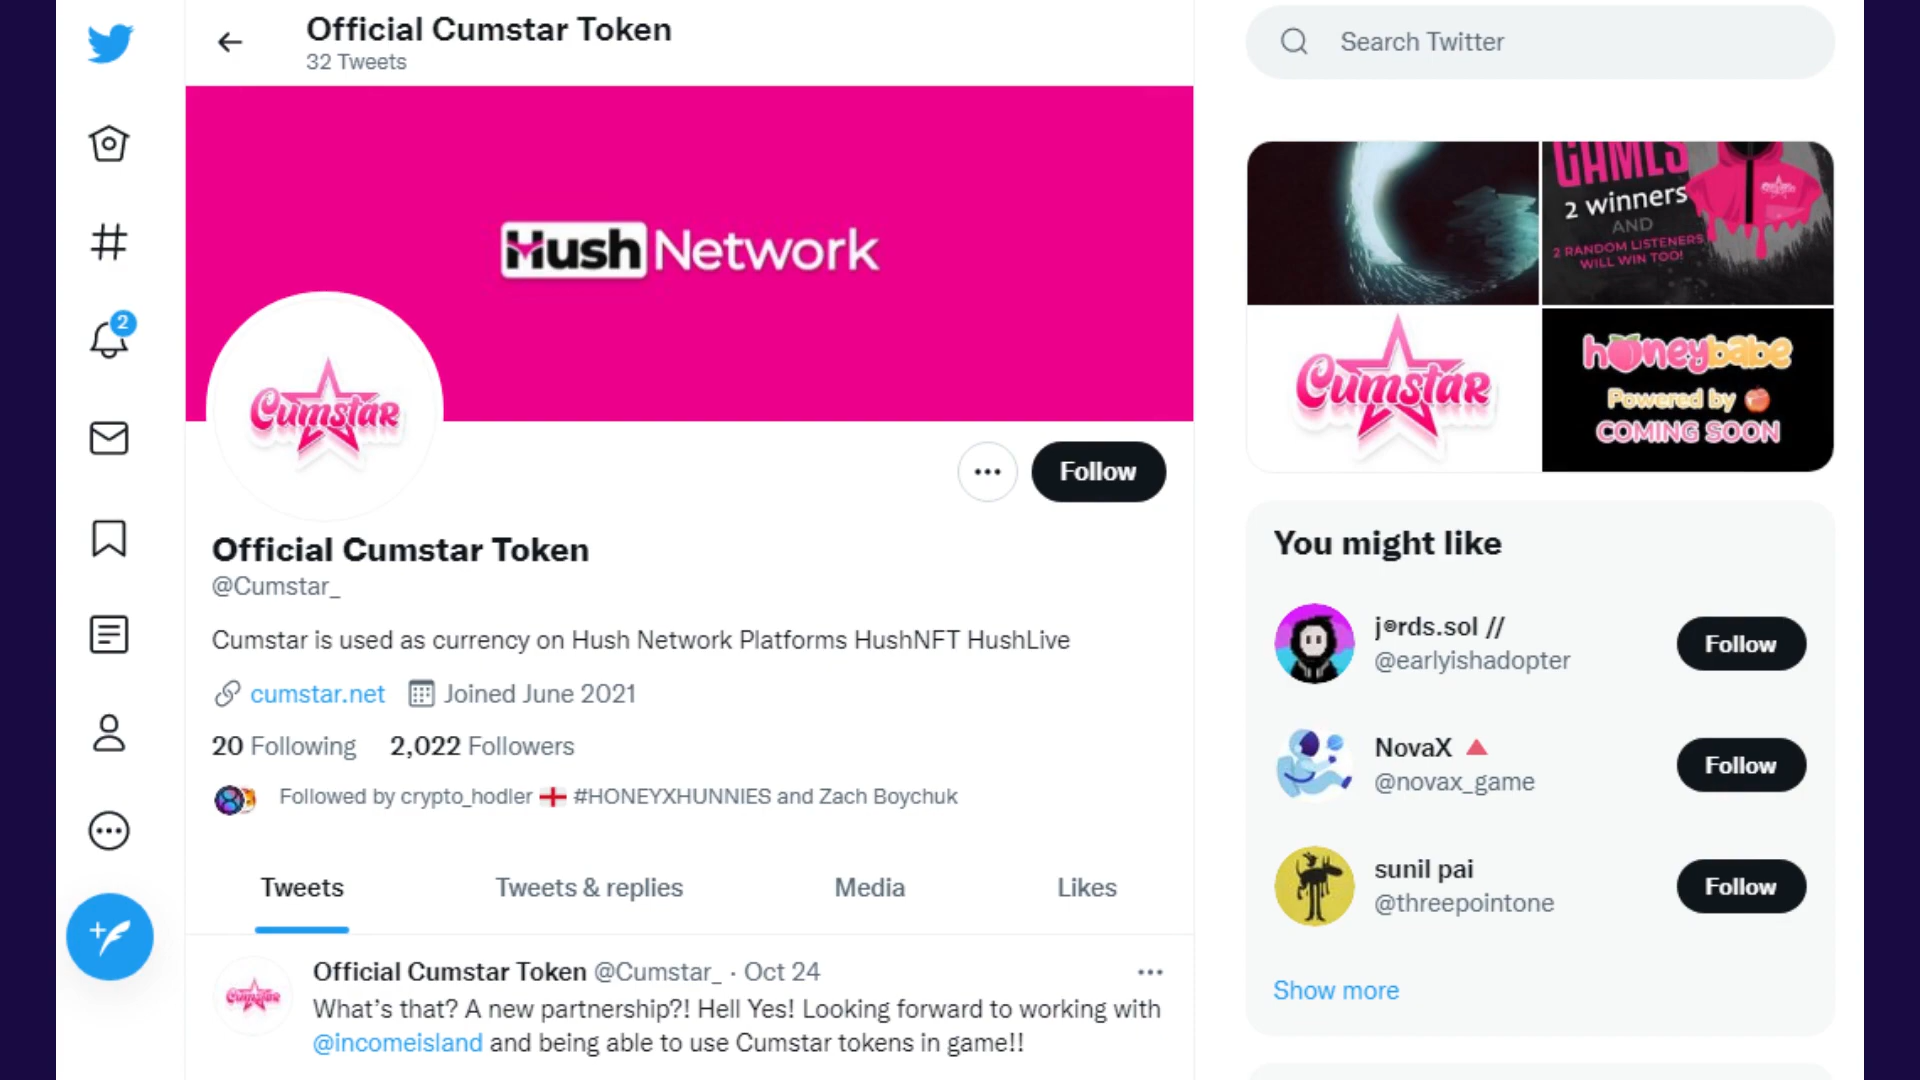 Official Cumstar Token
32 Tweets
Hush Network
Cumstar
Follow
Official Cumstar Token
@Cumstar_
Cumstar is used as currency on Hush Network Platforms HushNFT HushLive
cumstar.net Joined June 2021
20 Following 2,022 Followers
Followed by crypto_hodler #HONEYXHUNNIES and Zach Boychuk
Tweets Tweets & replies Media Likes
Cumstar
Official Cumstar Token @Cumstar_ · Oct 24
What's that? A new partnership?! Hell Yes! Looking forward to working with
@incomeisland and being able to use Cumstar tokens in game!!
2
Search Twitter
GAMES
2 winners
AND
2 RANDOM LISTENERS
WILL WIN TOO!
Cumstar
Cumstar
honeybabe
Powered by
COMING SOON
You might like
j๏rds.sol //
@earlyishadopter
Follow
NovaX
@novax_game
Follow
sunil pai
@threepointone
Follow
Show more